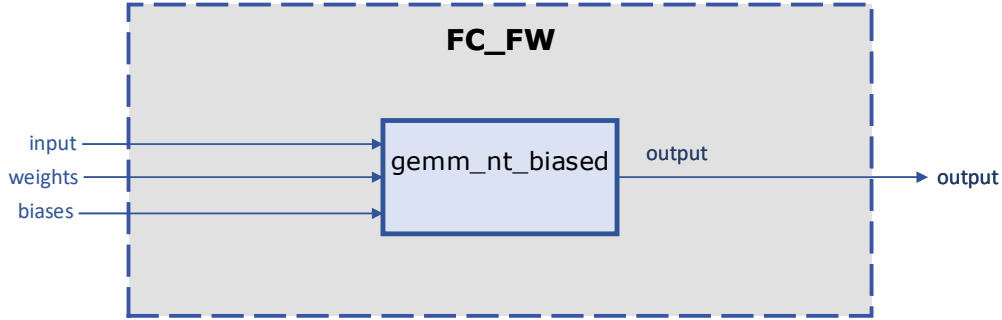 FC_FW
input
weights
biases
gemm_nt_biased
output
output